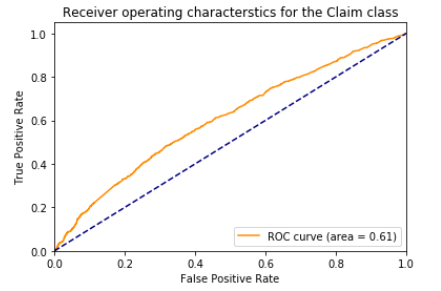 Receiver operating characterstics for the Claim class
True Positive Rate
1.0
0.8
0.6
0.4
0.2
0.0
ROC curve (area = 0.61)
0.0 0.2 0.4 0.6 0.8 1.0
False Positive Rate